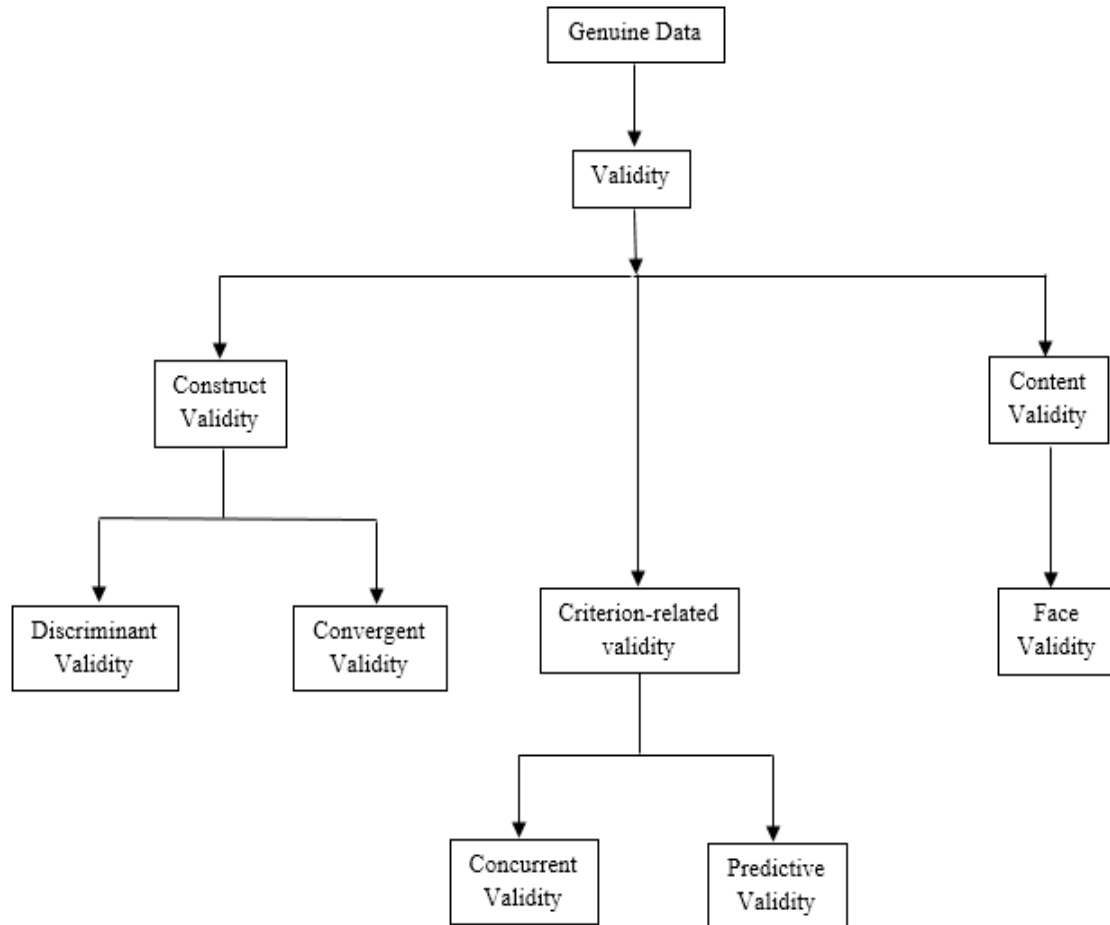 Genuine Data
Validity
Construct
Validity
Content
Validity
Discriminant
Validity
Convergent
Validity
Criterion-related
validity
Face
Validity
Concurrent
Validity
Predictive
Validity